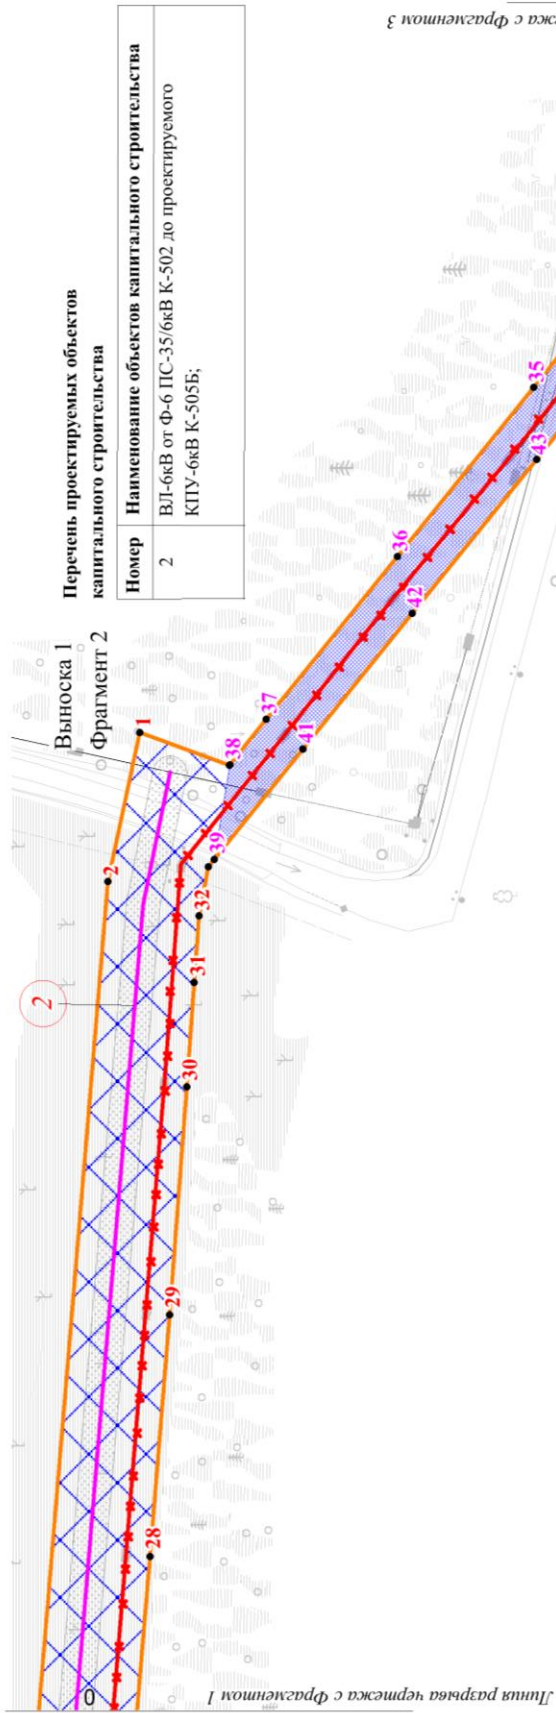 Перечень проектируемых объектов
капитального строительства
Номер Наименование объектов капитального строительства
2 ВЛ-6кВ от Ф-6 ПС-35/6кВ К-502 до проектируемого
КПУ-6кВ К-505Б;
Выноска 1
Фрагмент 2
2
1
2
38
37
36
35
39
41
42
43
32
31
30
29
28
0
Линия разрыва чертежа с Фрагментом 1
жа с Фрагментом 3